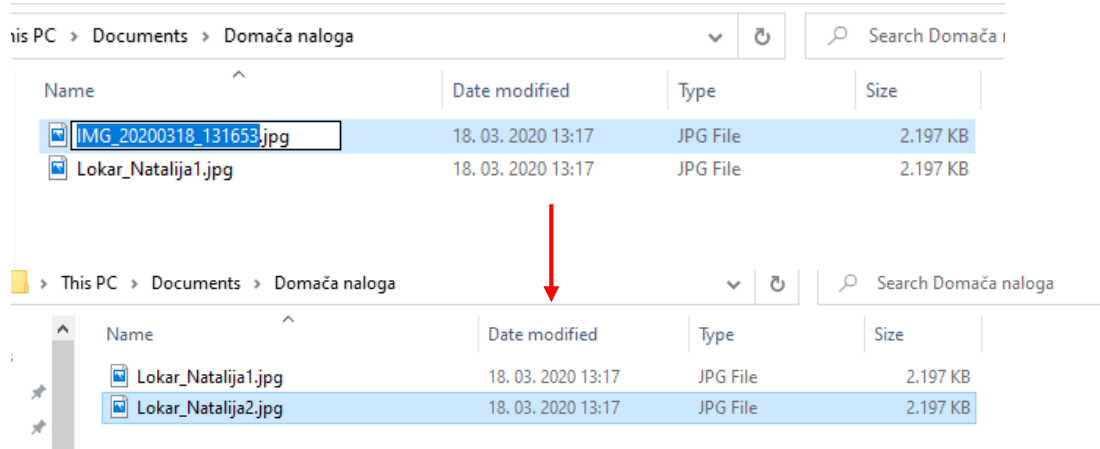 his PC > Documents > Domača naloga Search Domača
Name Date modified Type Size
IMG_20200318_131653.jpg 18. 03. 2020 13:17 JPG File 2.197 KB
Lokar_Natalija1.jpg 18. 03. 2020 13:17 JPG File 2.197 KB
This PC > Documents > Domača naloga Search Domača naloga
Name Date modified Type Size
Lokar_Natalija1.jpg 18. 03. 2020 13:17 JPG File 2.197 KB
Lokar_Natalija2.jpg 18. 03. 2020 13:17 JPG File 2.197 KB